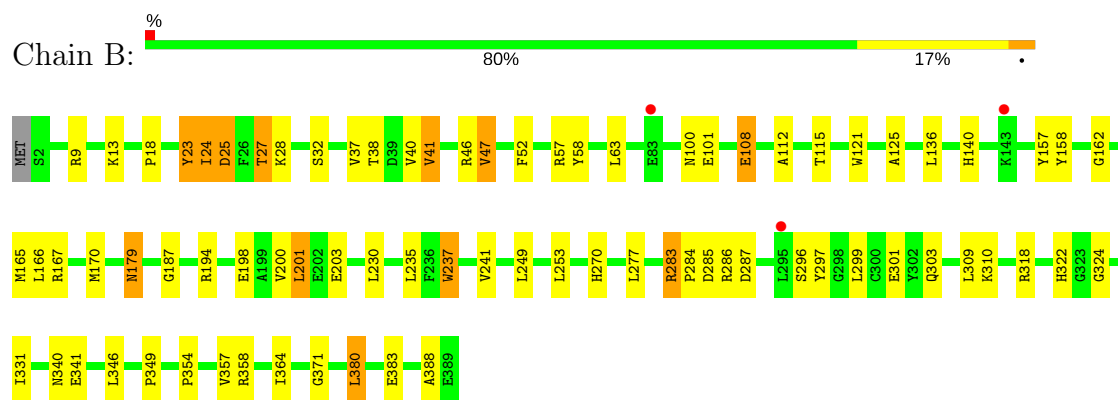 %
Chain B:
80% 17% •
MET S2 R9 K13 P18 Y23 I24 D25 F26 T27 K28 S32 V37 T38 D39 V40 V41 R46 V47 F52 R57 Y58 L63 E83 N100 E101 E108 A112 T115 W121 A125 L136 H140 K143 Y157 Y158 G162
M165 L166 R167 M170 N179 G187 R194 E198 A199 V200 L201 E202 E203 L230 L235 F236 W237 V241 L249 L253 H270 L277 R283 P284 D285 R286 D287 L295 S296 Y297 G298 L299 C300 E301 Y302 Q303 L309 K310 R318 H322 G323 G324
I331 N340 E341 L346 P349 P354 V357 R358 I364 G371 L380 E383 A388 E389